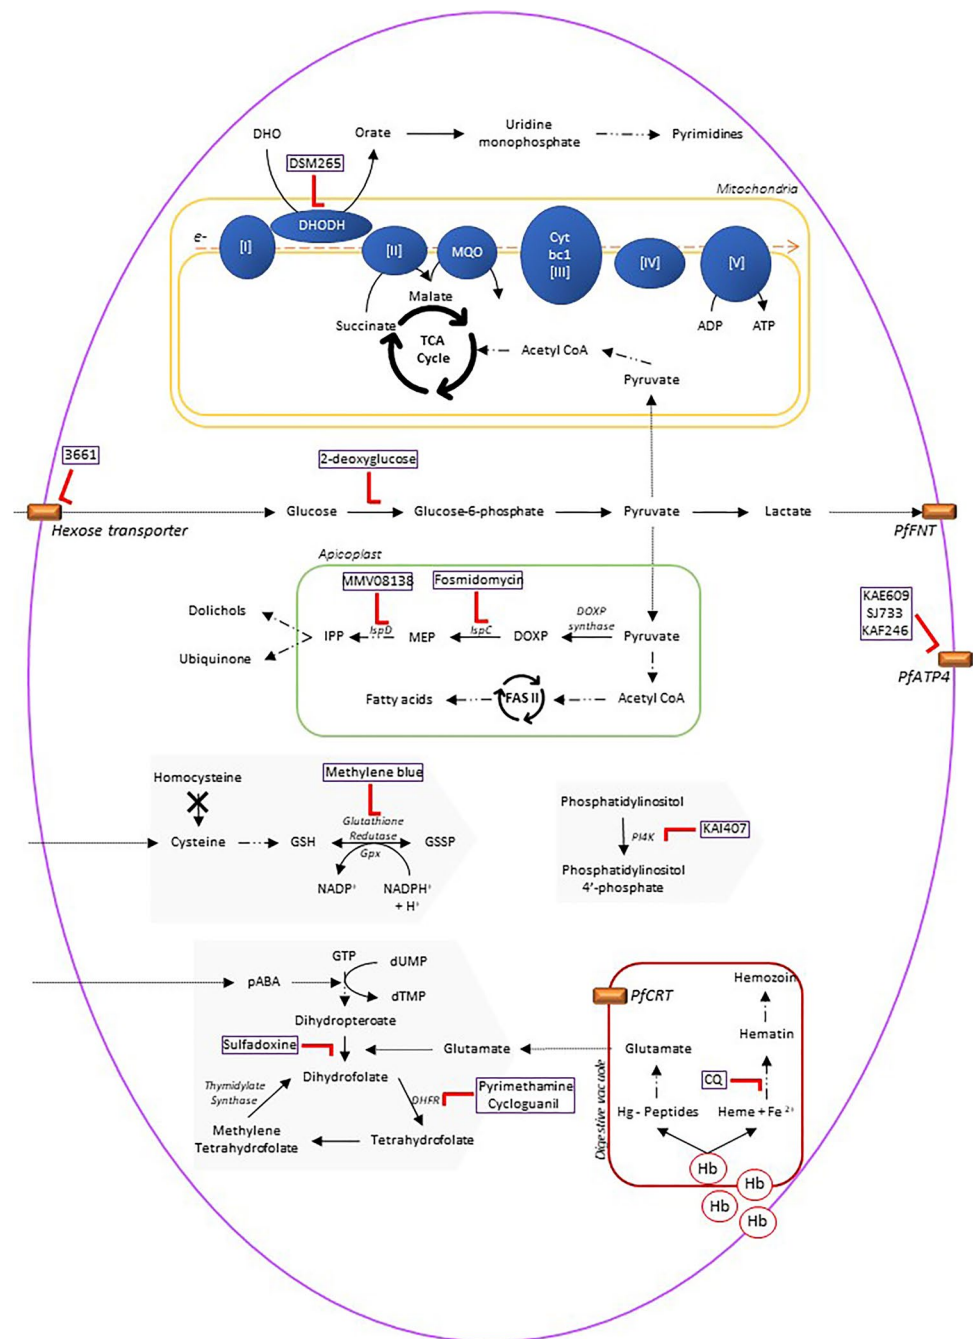 DHO
Orate
Uridine
monophosphate
Pyrimidines
DSM265
Mitochondria
DHODH
e-
[I]
[II]
MQO
Cyt
bc1
[III]
[IV]
[V]
Malate
Succinate
ADP
ATP
TCA
Cycle
Acetyl CoA
Pyruvate
3661
2-deoxyglucose
Glucose
Glucose-6-phosphate
Pyruvate
Lactate
Hexose transporter
PfFNT
Apicoplast
MMV08138
Fosmidomycin
KAE609
SJ733
KAF246
Dolichols
Ubiquinone
IPP
IspD
MEP
IspC
DOXP
DOXP
synthase
Pyruvate
PfATP4
Fatty acids
FAS II
Acetyl CoA
Homocysteine
Methylene blue
Glutathione
Redutase
Cysteine
GSH
Gpx
GSSP
NADP+
NADPH+
+ H+
Phosphatidylinositol
PI4K
KAI407
Phosphatidylinositol
4’-phosphate
GTP
dUMP
pABA
dTMP
Dihydropteroate
Sulfadoxine
Glutamate
Dihydrofolate
Thymidylate
Synthase
DHFR
Pyrimethamine
Cycloguanil
Methylene
Tetrahydrofolate
Tetrahydrofolate
PfCRT
Hemozoin
Hematin
Glutamate
CQ
Hg - Peptides
Heme + Fe 2+
Digestive vacuole
Hb
Hb
Hb
Hb